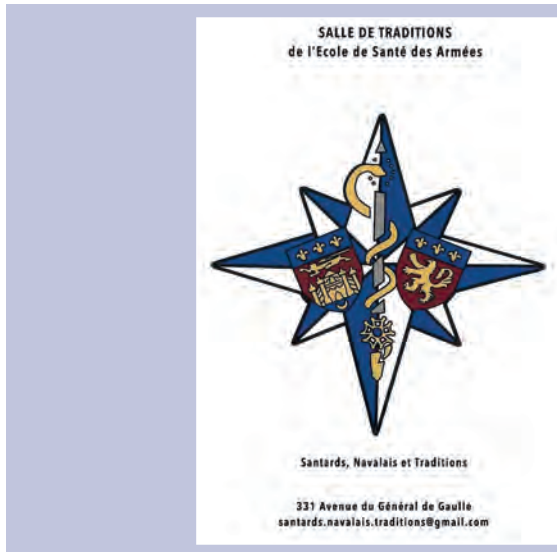 SALLE DE TRADITIONS
de l'Ecole de Santé des Armées
Santards, Navalais et Traditions
331 Avenue du Général de Gaulle
santards.navalais.traditions@gmail.com